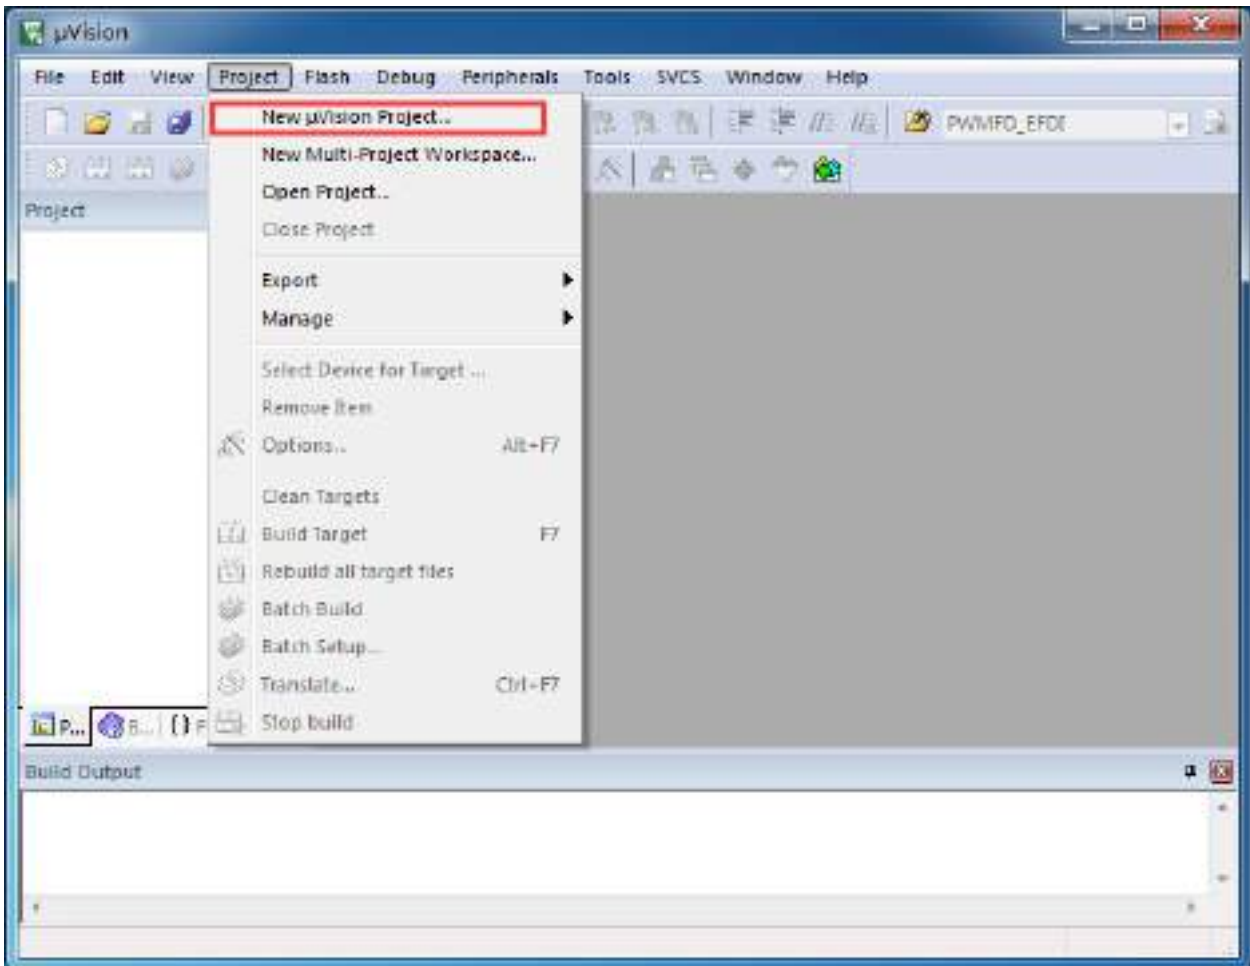 µVision
File Edit View Project Flash Debug Peripherals Tools SVCS Window Help
New µVision Project...
PWMFD_EFDE
New Multi-Project Workspace...
Open Project...
Project
Close Project
Export
Manage
Select Device for Target ...
Remove Item
Options... Alt+F7
Clean Targets
Build Target F7
Rebuild all target files
Batch Build
Batch Setup...
Translate... Ctrl+F7
Stop build
P... B... {} F
Build Output